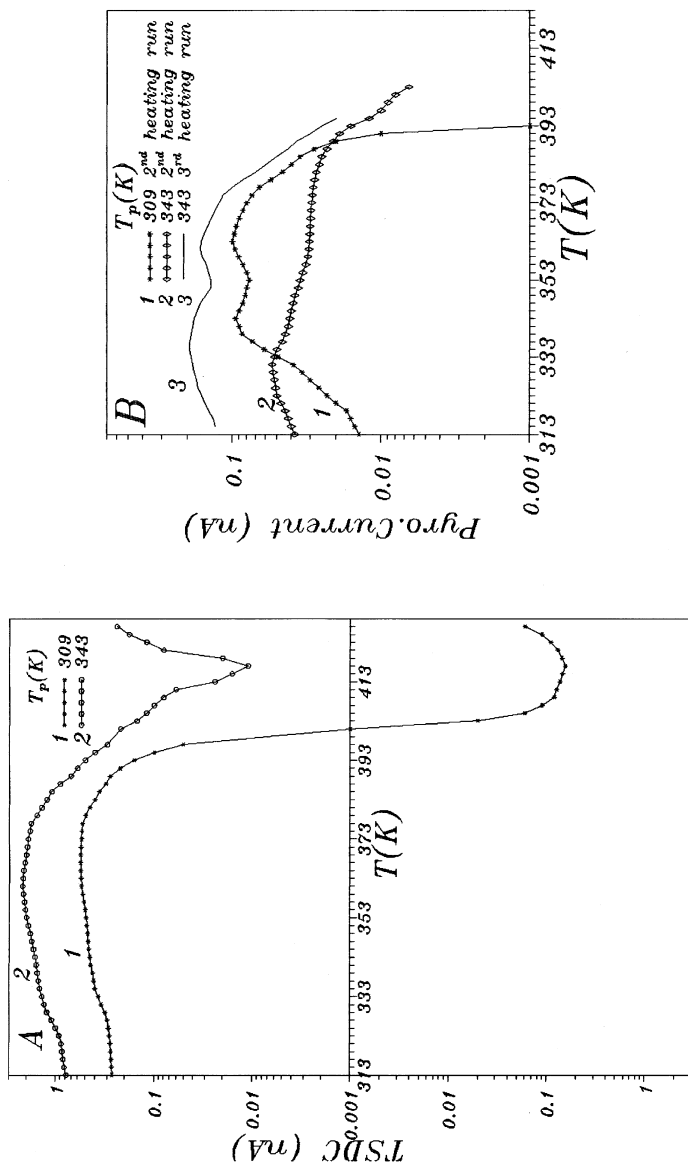 A
T_p(K)
1 309
2 343
2
1
TSDC (nA)
1
0.1
0.01
0.001
0.01
0.1
1
313 333 353 373 393 413
T(K)
B
T_p(K)
1 309 2nd heating run
2 343 2nd heating run
3 343 3rd heating run
3
2
1
Pyro.Current (nA)
0.1
0.01
0.001
313 333 353 373 393 413
T(K)